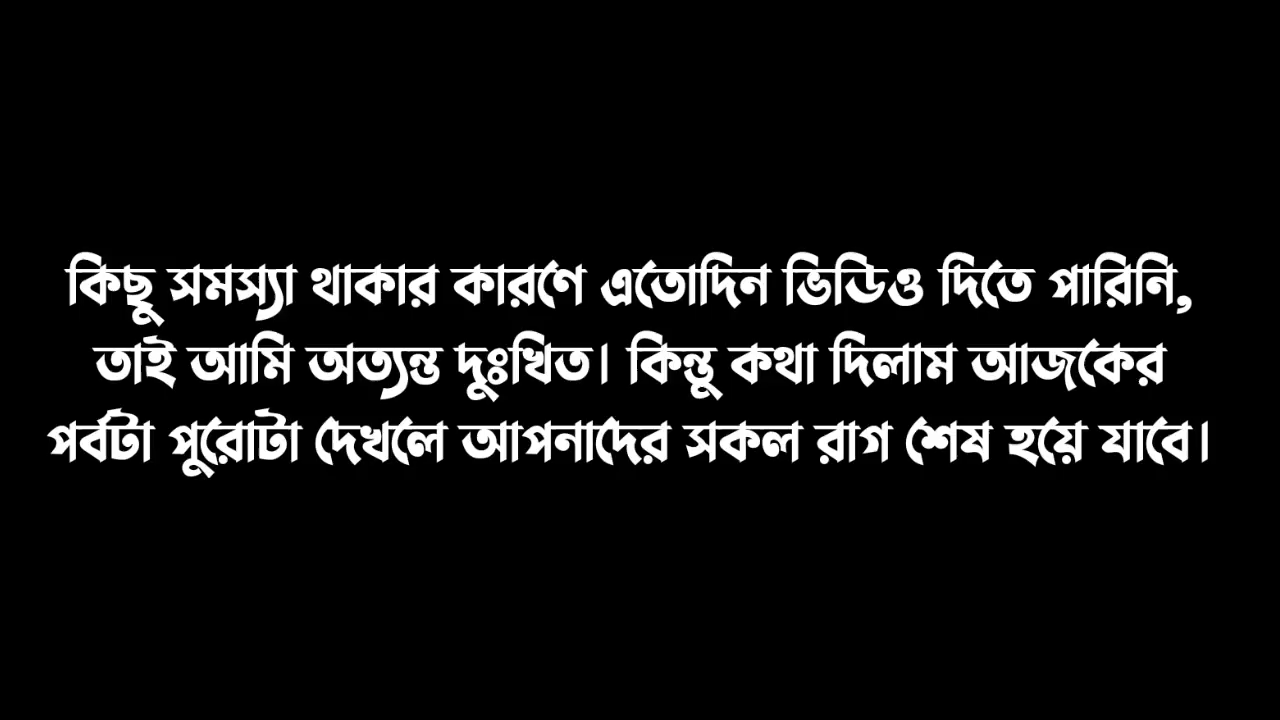 কিছু সমস্যা থাকার কারণে এতোদিন ভিডিও দিতে পারিনি,
তাই আমি অত্যন্ত দুঃখিত। কিন্তু কথা দিলাম আজকের
পর্বটা পুরোটা দেখলে আপনাদের সকল রাগ শেষ হয়ে যাবে।